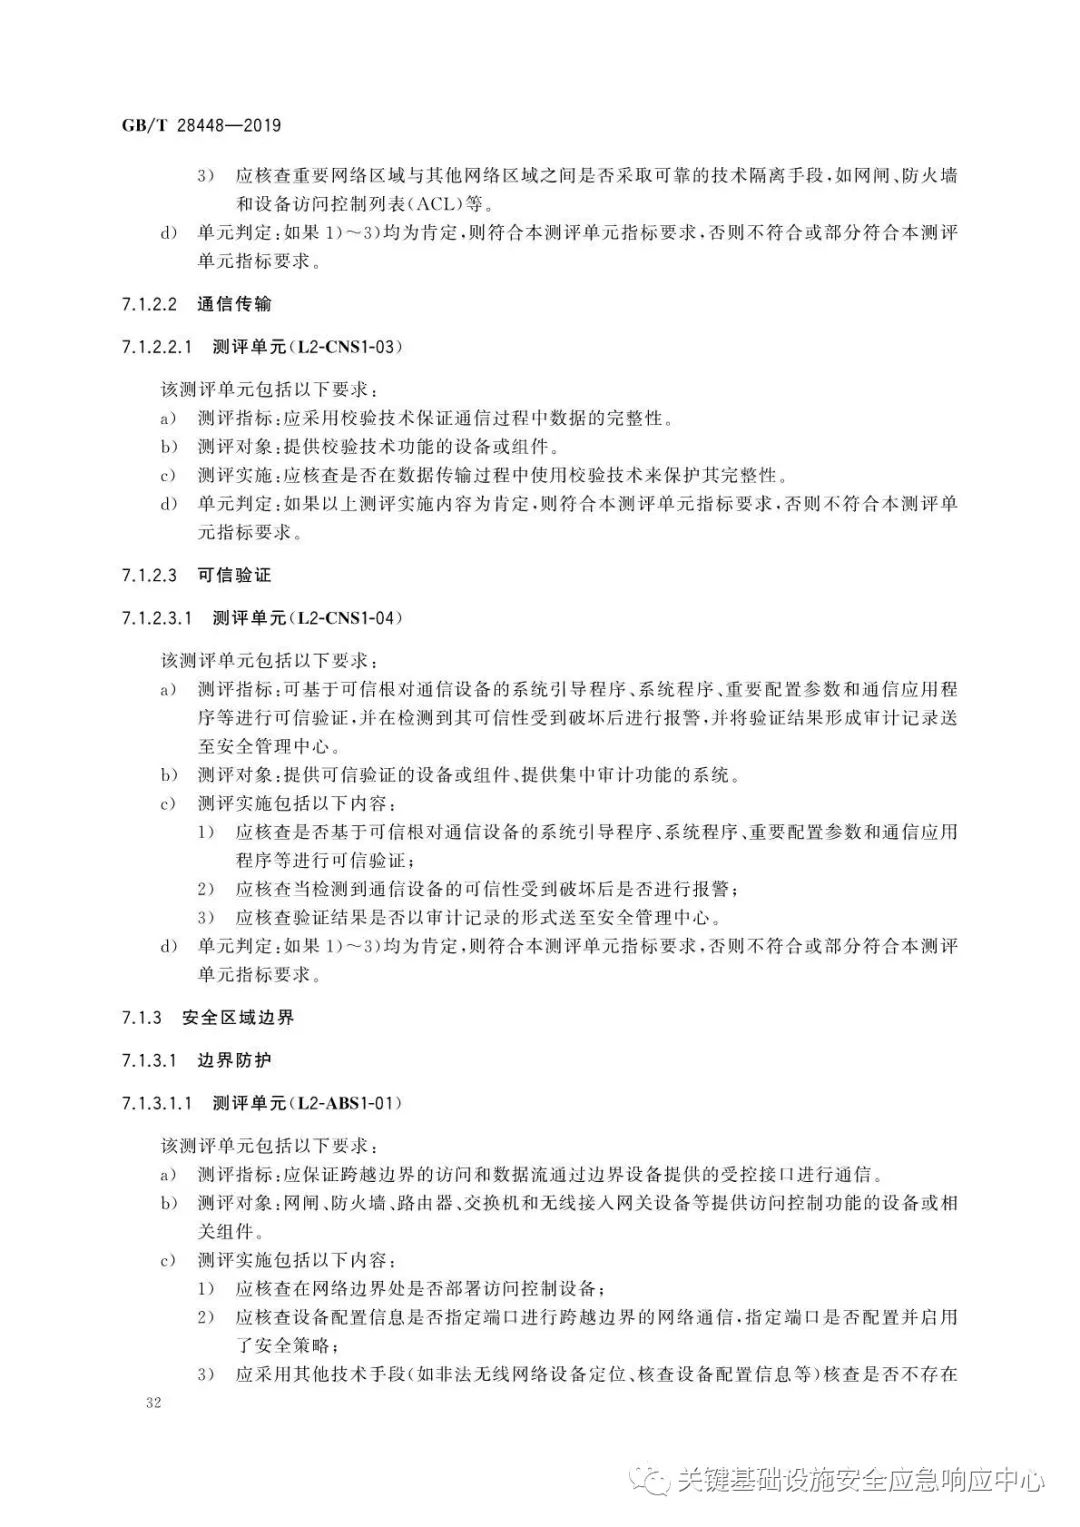 GB/T 28448—2019
3） 应核查重要网络区域与其他网络区域之间是否采取可靠的技术隔离手段,如网闸、防火墙
和设备访问控制列表(ACL)等。
d） 单元判定:如果 1)～3)均为肯定,则符合本测评单元指标要求,否则不符合或部分符合本测评
单元指标要求。
7.1.2.2 通信传输
7.1.2.2.1 测评单元(L2-CNS1-03)
该测评单元包括以下要求:
a） 测评指标:应采用校验技术保证通信过程中数据的完整性。
b） 测评对象:提供校验技术功能的设备或组件。
c） 测评实施:应核查是否在数据传输过程中使用校验技术来保护其完整性。
d） 单元判定:如果以上测评实施内容为肯定,则符合本测评单元指标要求,否则不符合本测评单
元指标要求。
7.1.2.3 可信验证
7.1.2.3.1 测评单元(L2-CNS1-04)
该测评单元包括以下要求:
a） 测评指标:可基于可信根对通信设备的系统引导程序、系统程序、重要配置参数和通信应用程
序等进行可信验证,并在检测到其可信性受到破坏后进行报警,并将验证结果形成审计记录送
至安全管理中心。
b） 测评对象:提供可信验证的设备或组件、提供集中审计功能的系统。
c） 测评实施包括以下内容:
1） 应核查是否基于可信根对通信设备的系统引导程序、系统程序、重要配置参数和通信应用
程序等进行可信验证;
2） 应核查当检测到通信设备的可信性受到破坏后是否进行报警;
3） 应核查验证结果是否以审计记录的形式送至安全管理中心。
d） 单元判定:如果 1)～3)均为肯定,则符合本测评单元指标要求,否则不符合或部分符合本测评
单元指标要求。
7.1.3 安全区域边界
7.1.3.1 边界防护
7.1.3.1.1 测评单元(L2-ABS1-01)
该测评单元包括以下要求:
a） 测评指标:应保证跨越边界的访问和数据流通过边界设备提供的受控接口进行通信。
b） 测评对象:网闸、防火墙、路由器、交换机和无线接入网关设备等提供访问控制功能的设备或相
关组件。
c） 测评实施包括以下内容:
1） 应核查在网络边界处是否部署访问控制设备;
2） 应核查设备配置信息是否指定端口进行跨越边界的网络通信,指定端口是否配置并启用
了安全策略;
3） 应采用其他技术手段(如非法无线网络设备定位、核查设备配置信息等)核查是否不存在
32
关键基础设施安全应急响应中心